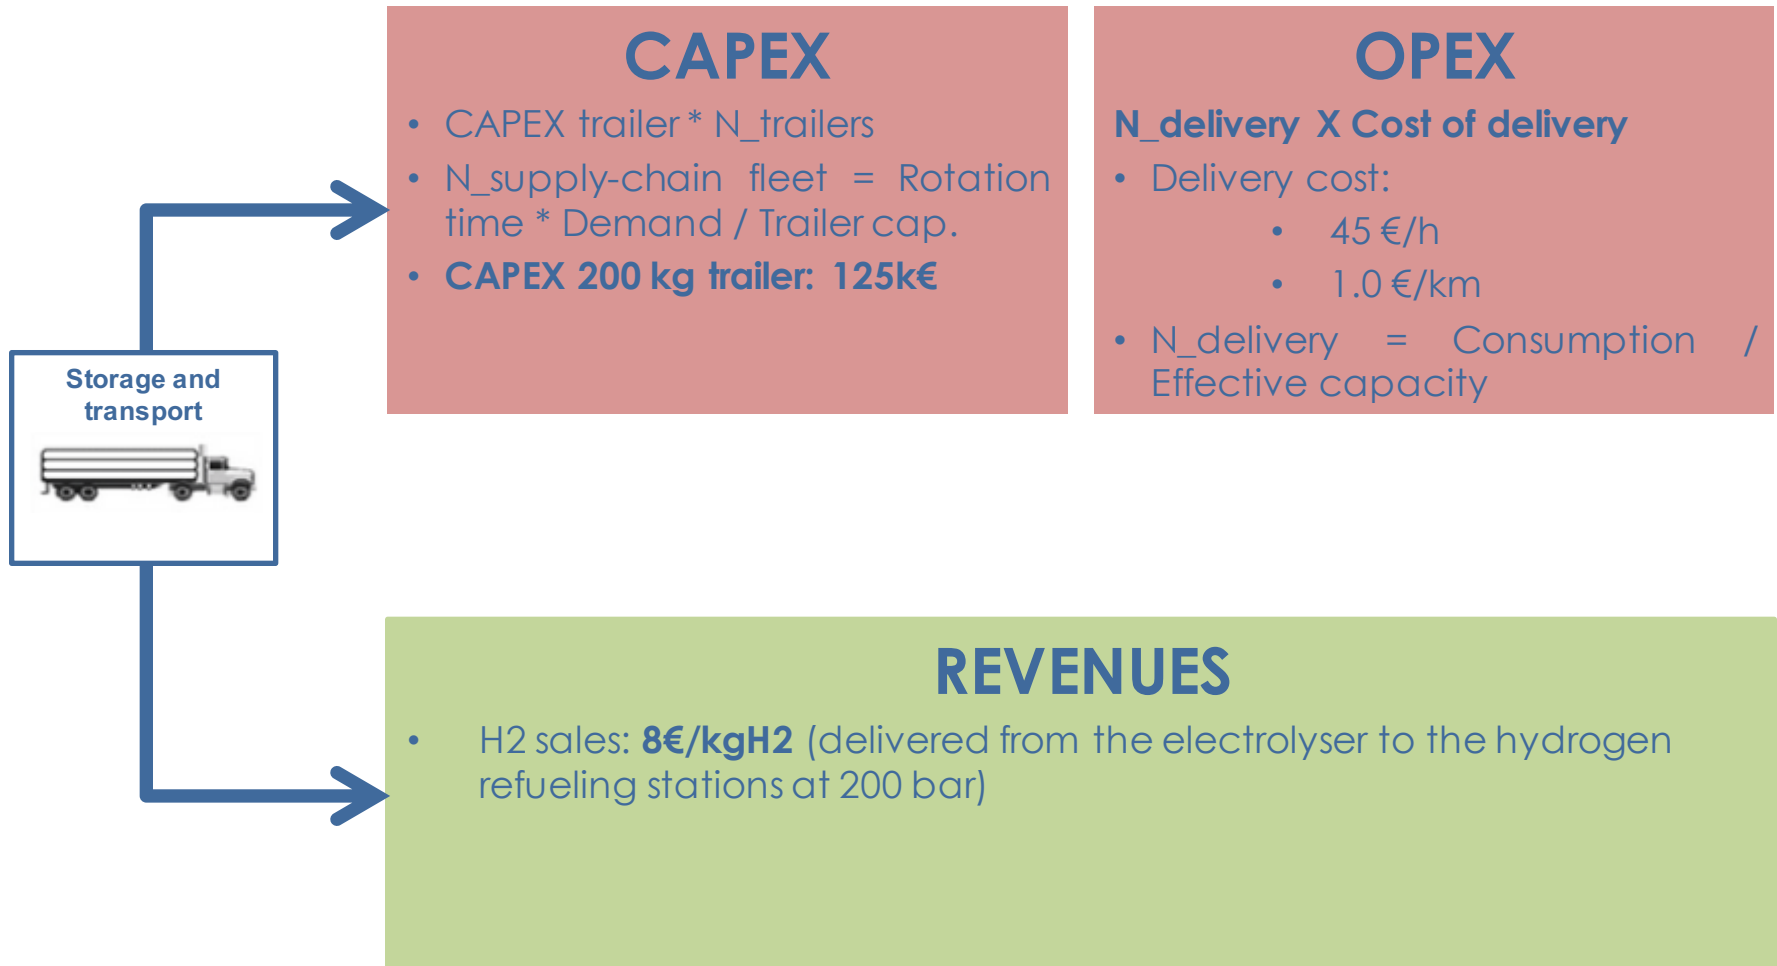 CAPEX
• CAPEX trailer * N_trailers
• N_supply-chain fleet = Rotation
time * Demand / Trailer cap.
• CAPEX 200 kg trailer: 125k€
OPEX
N_delivery X Cost of delivery
• Delivery cost:
• 45 €/h
• 1.0 €/km
• N_delivery = Consumption /
Effective capacity
Storage and
transport
REVENUES
• H2 sales: 8€/kgH2 (delivered from the electrolyser to the hydrogen
refueling stations at 200 bar)